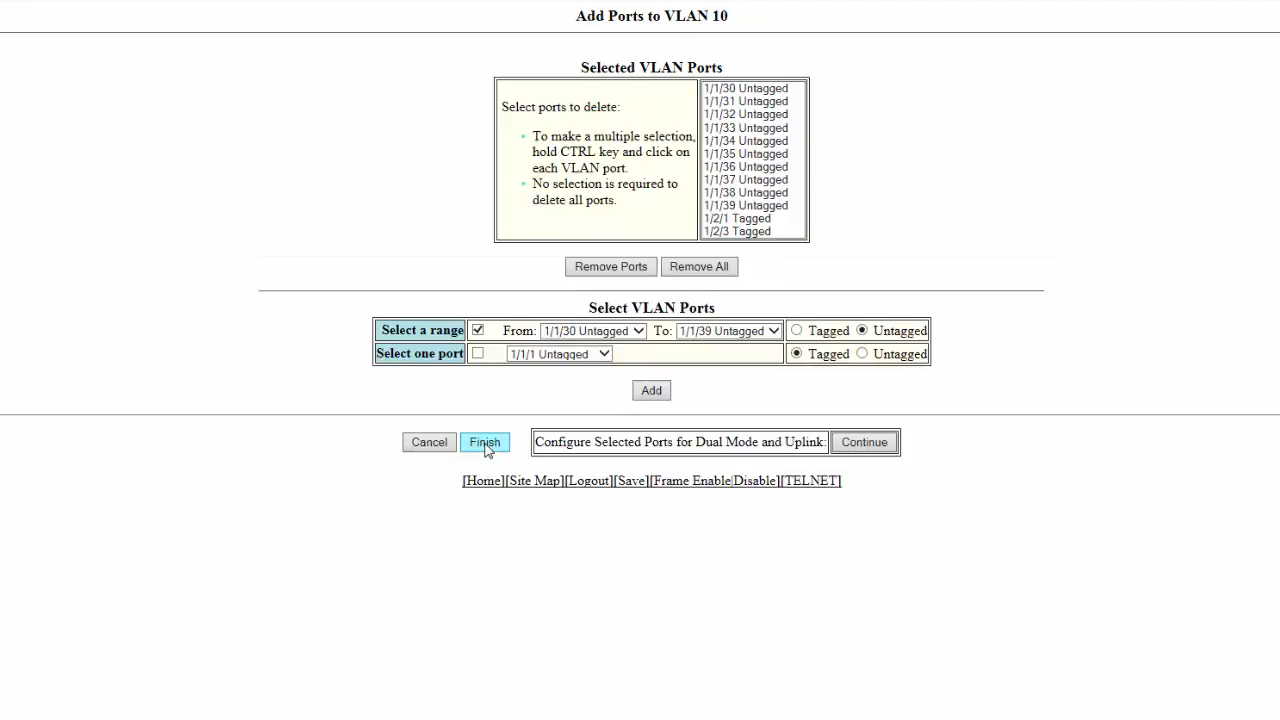 Add Ports to VLAN 10
Selected VLAN Ports
Select ports to delete:
To make a multiple selection,
hold CTRL key and click on
each VLAN port.
No selection is required to
delete all ports.
1/1/30 Untagged
1/1/31 Untagged
1/1/32 Untagged
1/1/33 Untagged
1/1/34 Untagged
1/1/35 Untagged
1/1/36 Untagged
1/1/37 Untagged
1/1/38 Untagged
1/1/39 Untagged
1/2/1 Tagged
1/2/3 Tagged
Remove Ports Remove All
Select VLAN Ports
Select a range From: 1/1/30 Untagged To: 1/1/39 Untagged Tagged Untagged
Select one port 1/1/1 Untagged Tagged Untagged
Add
Cancel Finish Configure Selected Ports for Dual Mode and Uplink: Continue
[Home][Site Map][Logout][Save][Frame Enable|Disable][TELNET]